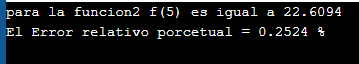 para la funcion2 f(5) es igual a 22.6094
El Error relativo porcetual = 0.2524 %